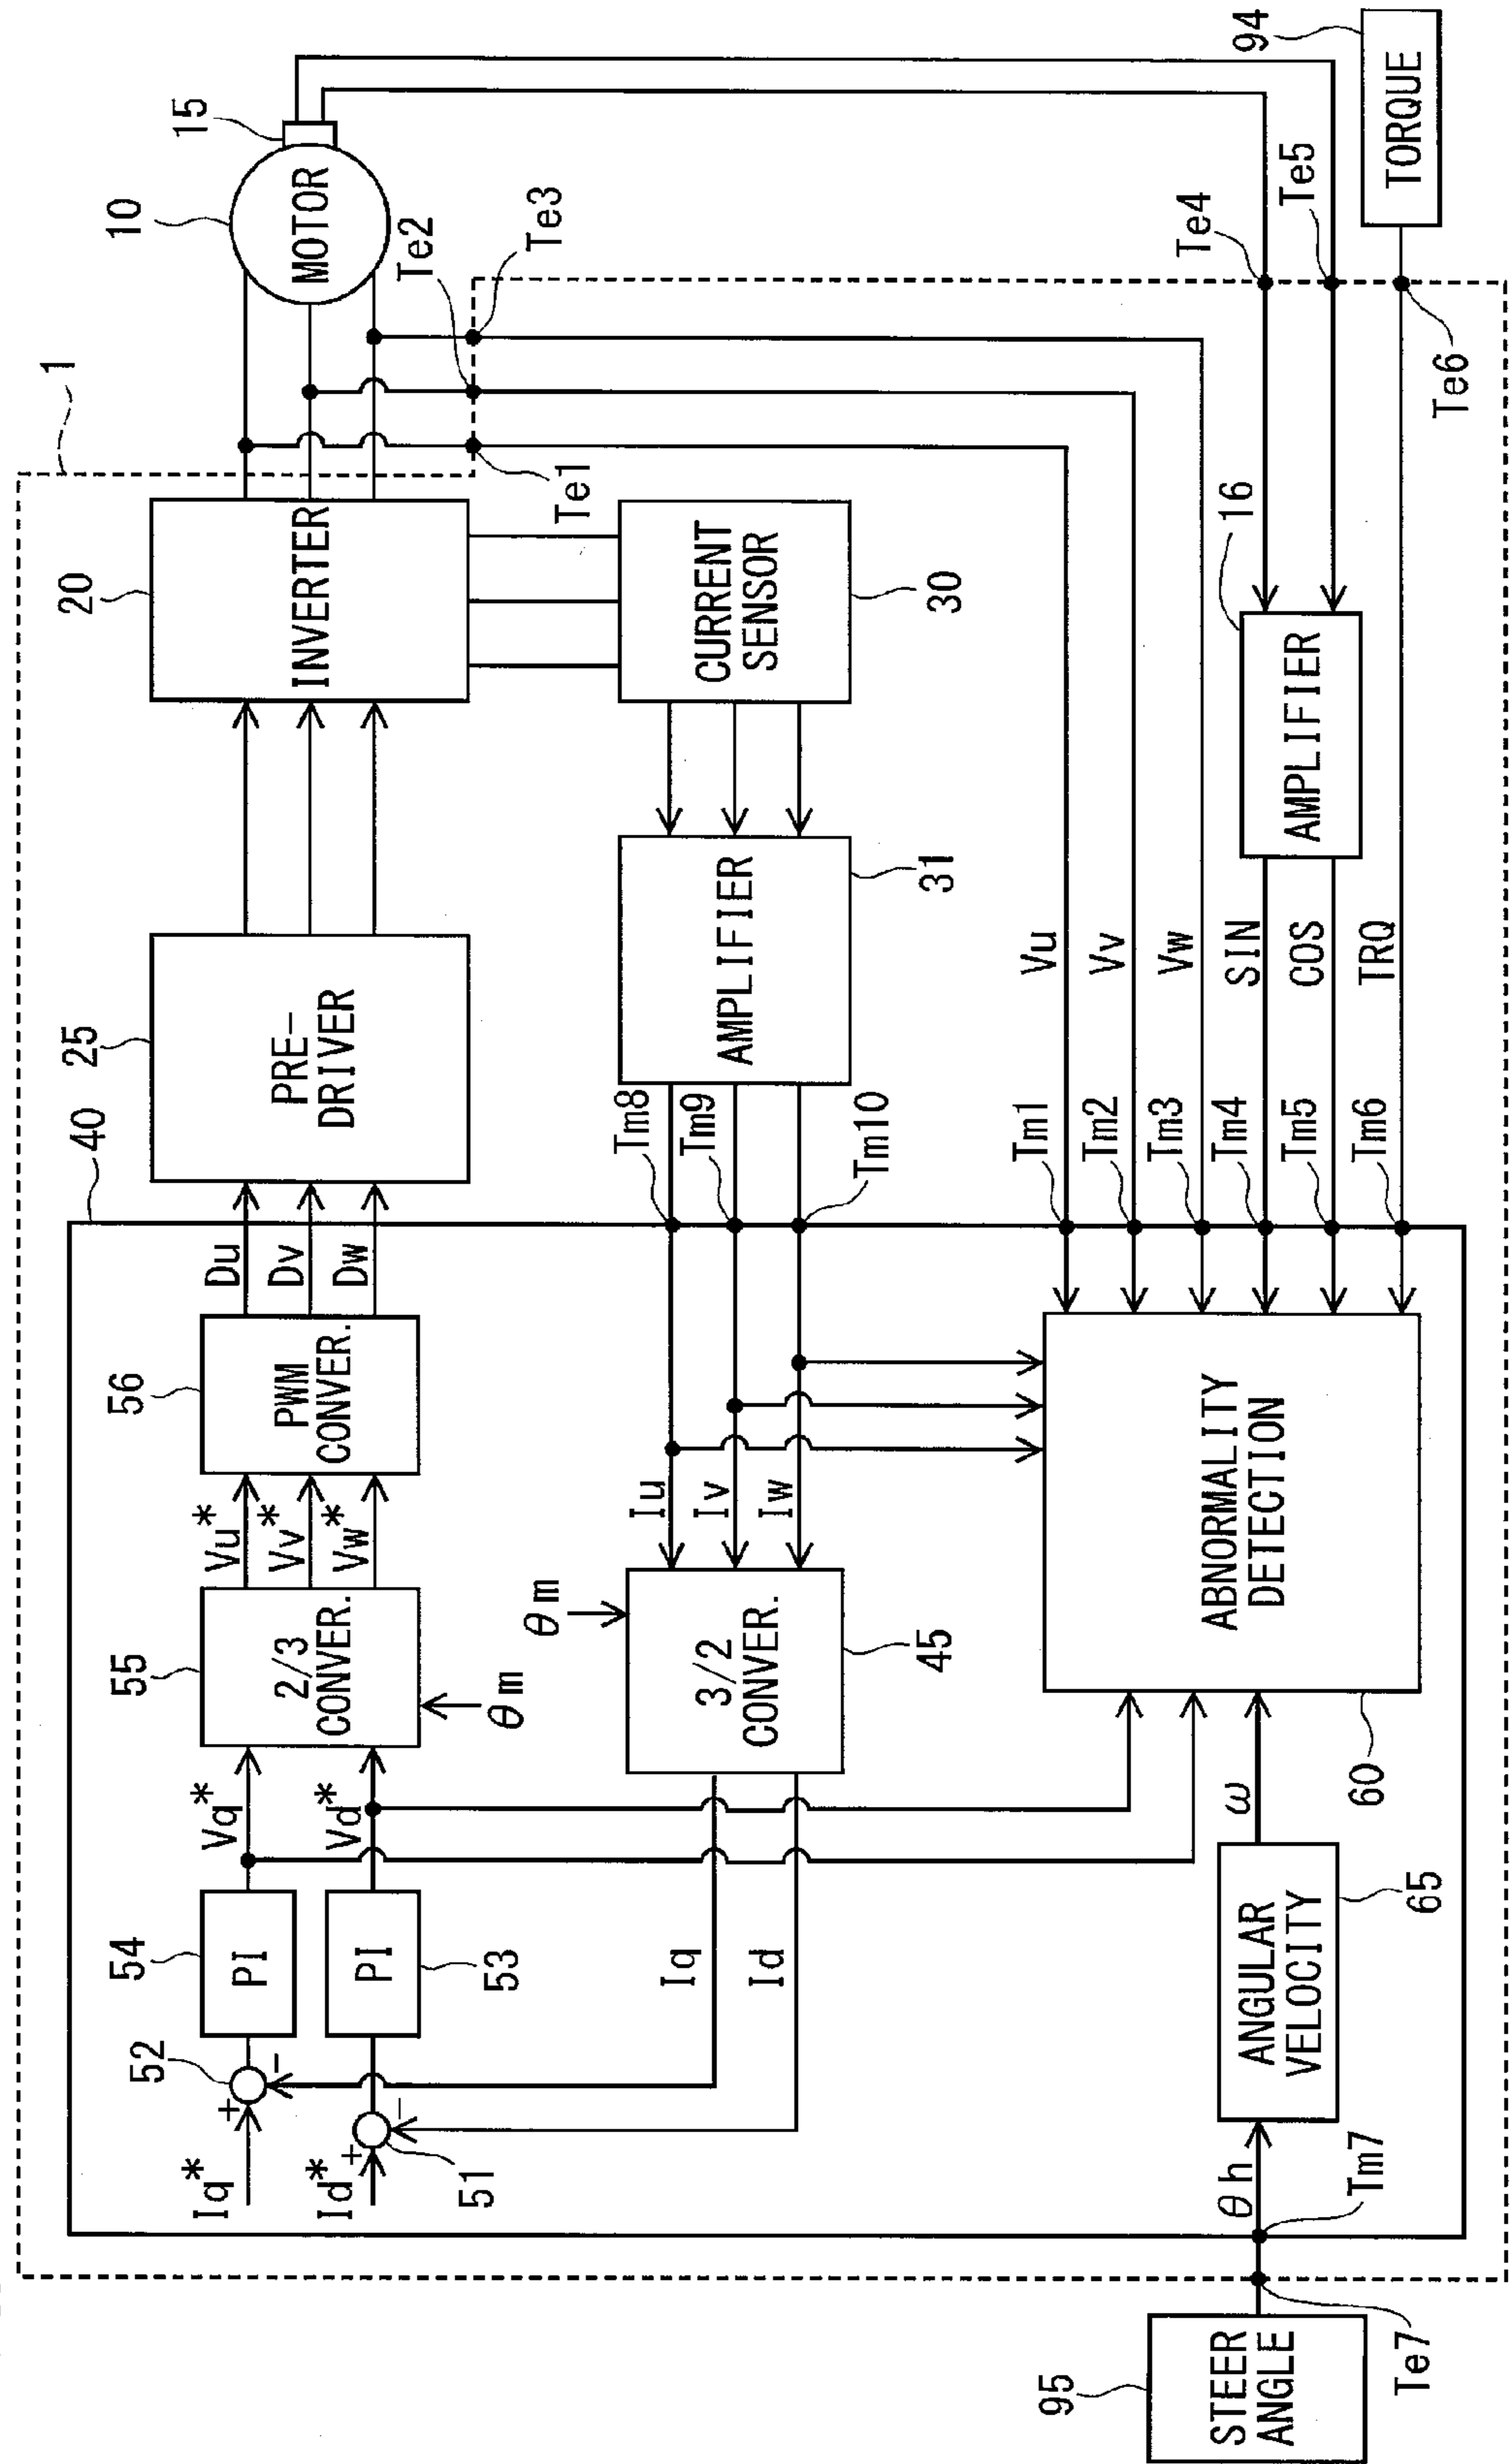 1
40
25
20
10
15
54
55
56
Iq*
+
-
52
PI
Vq*
2/3
CONVER.
Vu*
Vv*
Vw*
PWM
CONVER.
Du
Dv
Dw
PRE-
DRIVER
INVERTER
MOTOR
Id*
+
-
51
PI
53
Vd*
θm
Te1
Te2
Te3
θm
Iq
Id
3/2
CONVER.
45
Iu
Iv
Iw
Tm8
Tm9
Tm10
AMPLIFIER
31
CURRENT
SENSOR
30
Tm1
Vu
Tm2
Vv
Tm3
Vw
Tm4
SIN
Tm5
COS
Tm6
TRQ
16
AMPLIFIER
Te4
Te5
Te6
94
TORQUE
95
STEER
ANGLE
Te7
θh
Tm7
ANGULAR
VELOCITY
65
ω
ABNORMALITY
DETECTION
60